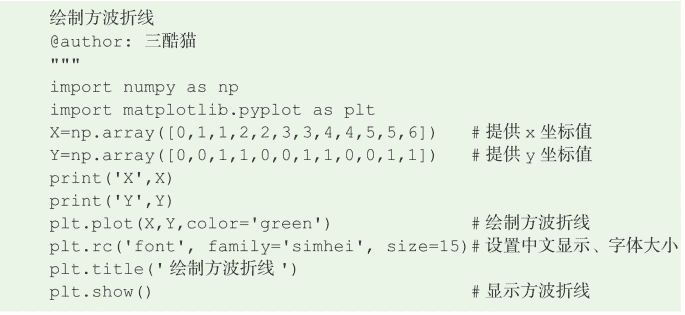 绘制方波折线
@author: 三酷猫
"""
import numpy as np
import matplotlib.pyplot as plt
X=np.array([0,1,1,2,2,3,3,4,4,5,5,6]) #提供x坐标值
Y=np.array([0,0,1,1,0,0,1,1,0,0,1,1]) #提供y坐标值
print('X',X)
print('Y',Y)
plt.plot(X,Y,color='green') #绘制方波折线
plt.rc('font', family='simhei', size=15)#设置中文显示、字体大小
plt.title('绘制方波折线')
plt.show() #显示方波折线